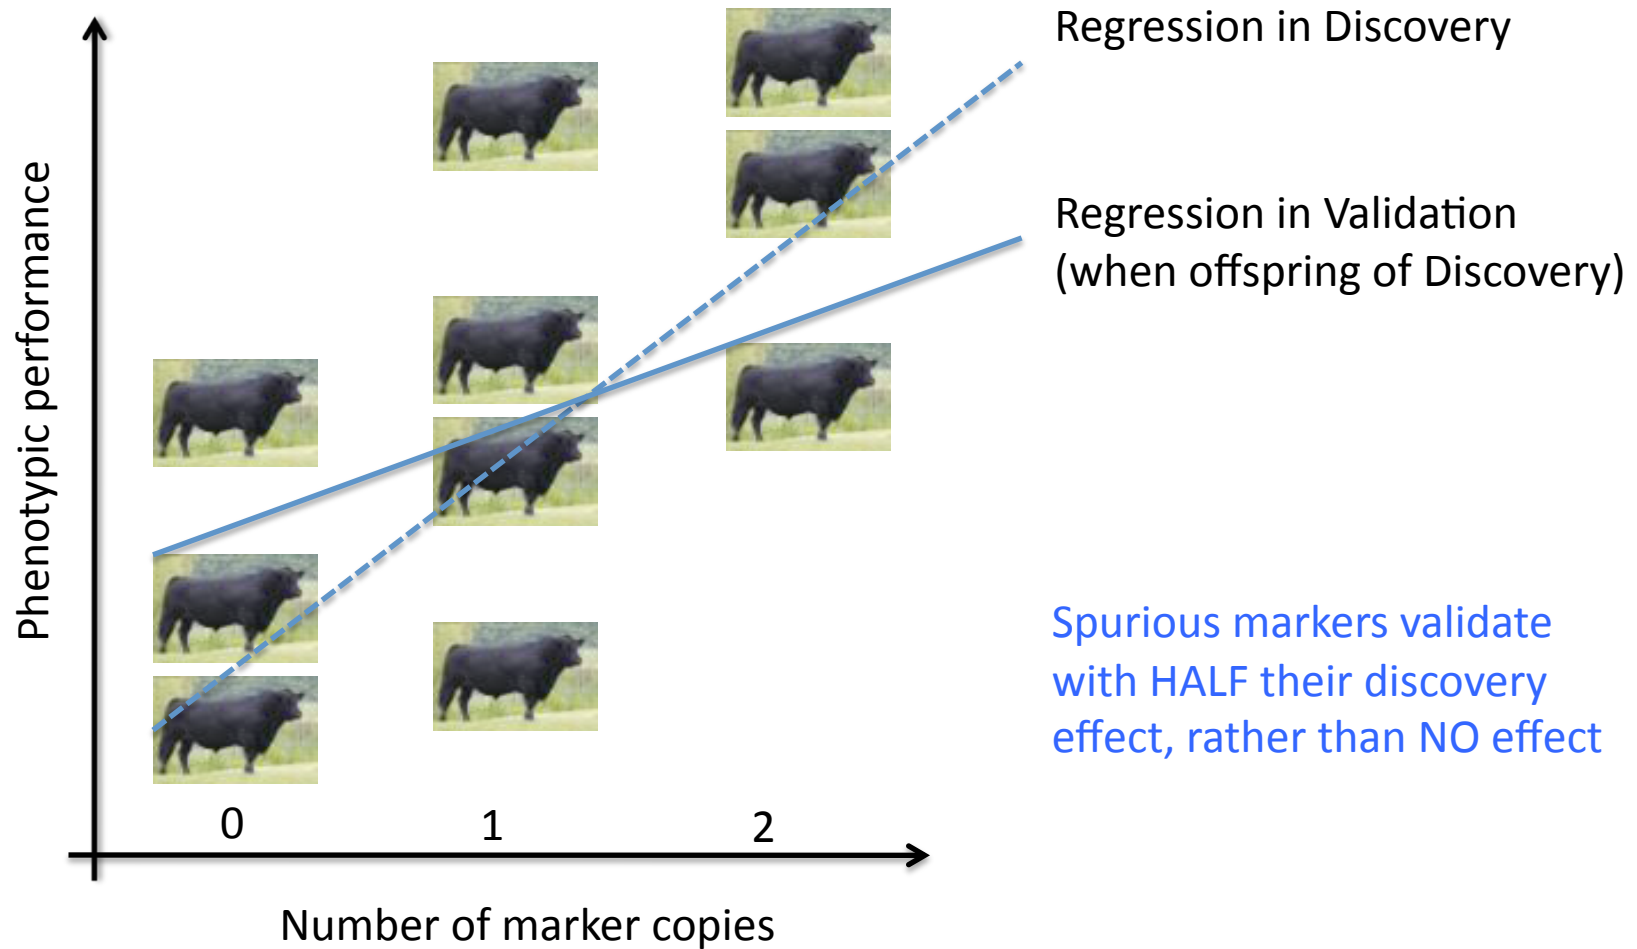 Regression in Discovery
Regression in Validation
(when offspring of Discovery)
Phenotypic performance
Spurious markers validate
with HALF their discovery
effect, rather than NO effect
0 1 2
Number of marker copies